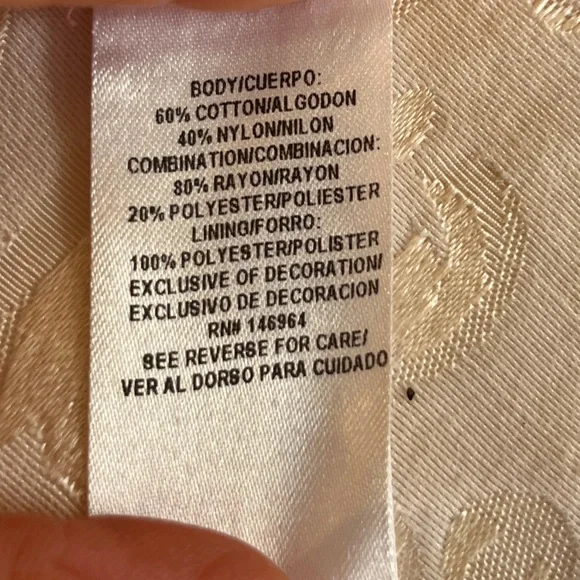 BODY/CUERPO:
60% COTTON/ALGODON
40% NYLON/NILON
COMBINATION/COMBINACION:
80% RAYON/RAYON
20% POLYESTER/POLIESTER
LINING/FORRO:
100% POLYESTER/POLISTER
EXCLUSIVE OF DECORATION/
EXCLUSIVO DE DECORACION
RN# 146964
SEE REVERSE FOR CARE/
VER AL DORSO PARA CUIDADO